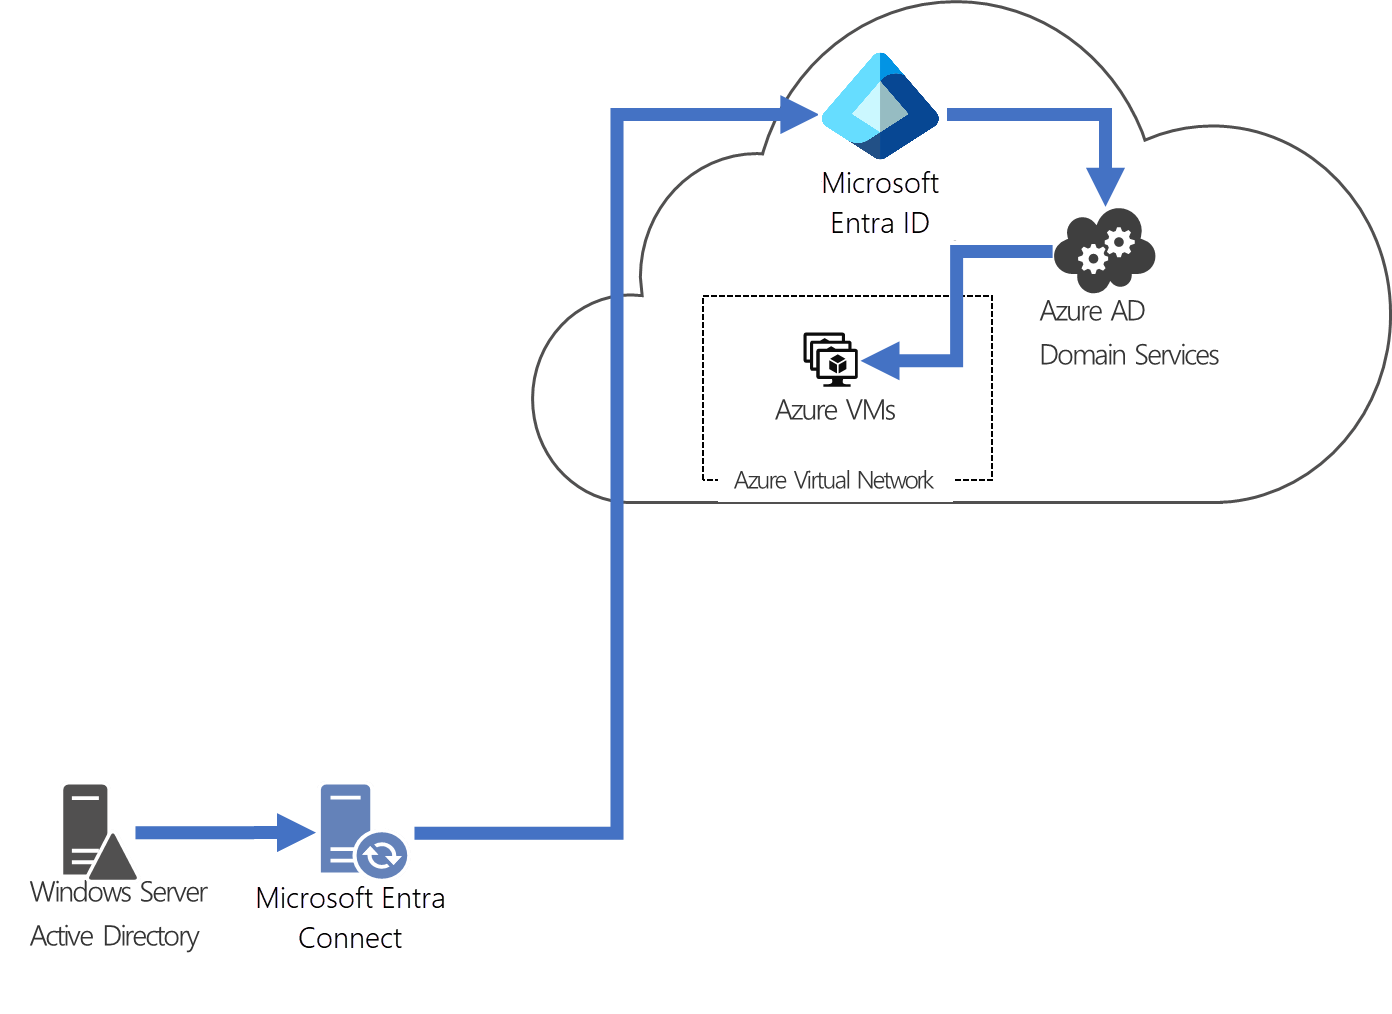 Microsoft
Entra ID
Azure AD
Domain Services
Azure VMs
Azure Virtual Network
Windows Server
Active Directory
Microsoft Entra
Connect